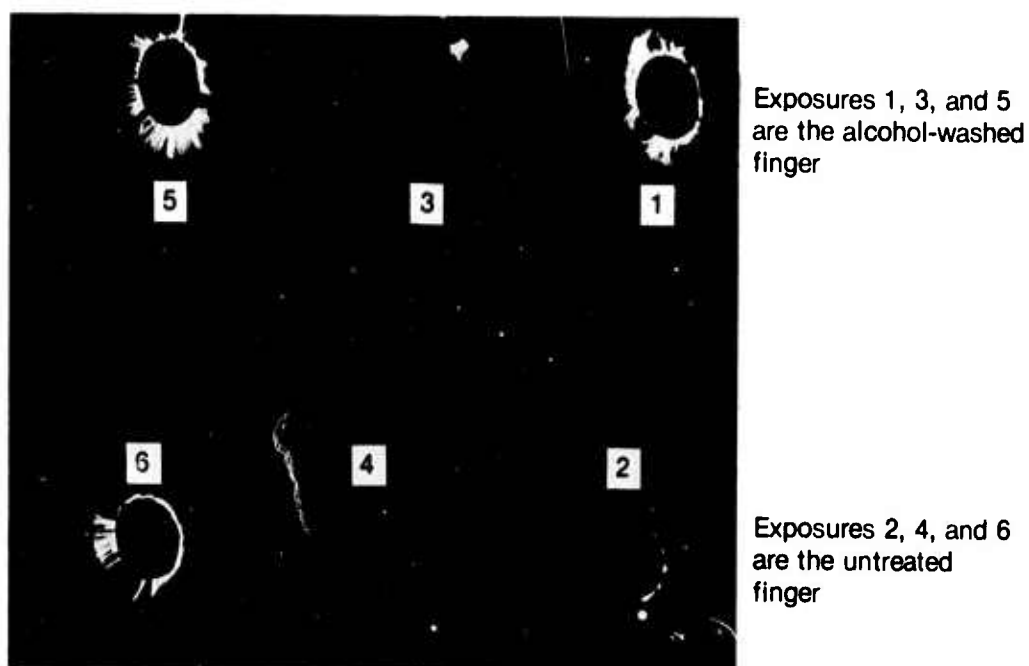 Exposures 1, 3, and 5
are the alcohol-washed
finger
5 3 1
6 4 2
Exposures 2, 4, and 6
are the untreated
finger